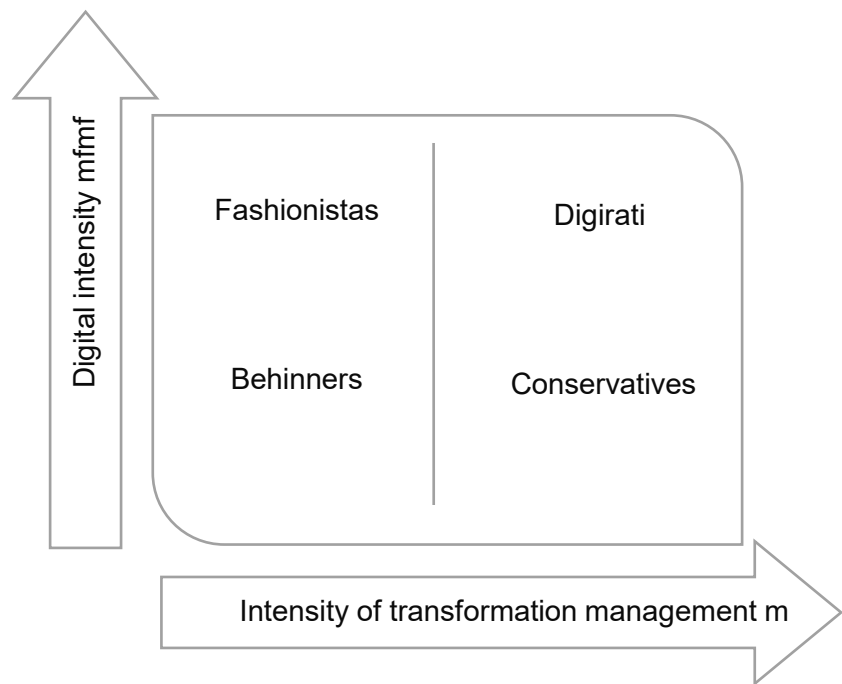 Digital intensity mfmf
Fashionistas
Digirati
Behinners
Conservatives
Intensity of transformation management m